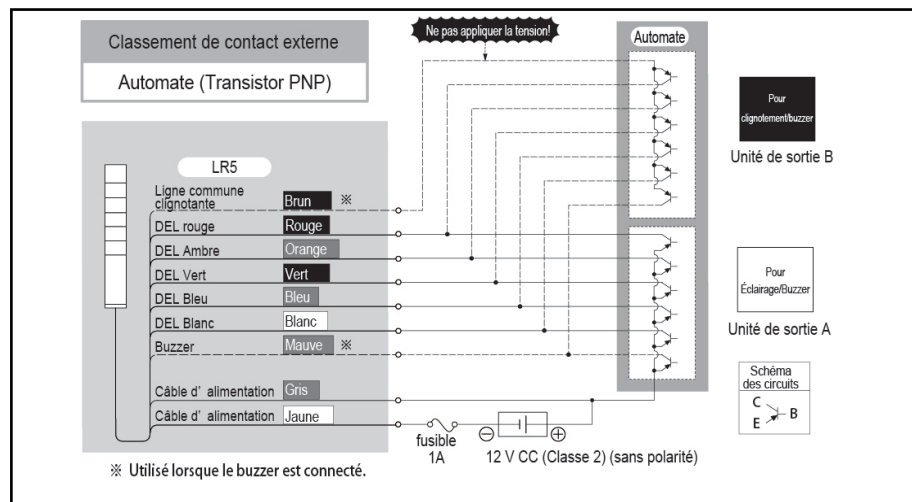 Classement de contact externe
Automate (Transistor PNP)
Ne pas appliquer la tension!
Automate
Pour
clignotement/buzzer
Unité de sortie B
LR5
Ligne commune
clignotante
Brun ※
DEL rouge Rouge
DEL Ambre Orange
DEL Vert Vert
DEL Bleu Bleu
DEL Blanc Blanc
Buzzer Mauve ※
Câble d' alimentation Gris
Câble d' alimentation Jaune
Pour
Éclairage/Buzzer
Unité de sortie A
Schéma
des circuits
C
B
E
fusible
1A
⊖ ⊕
12 V CC (Classe 2) (sans polarité)
※ Utilisé lorsque le buzzer est connecté.